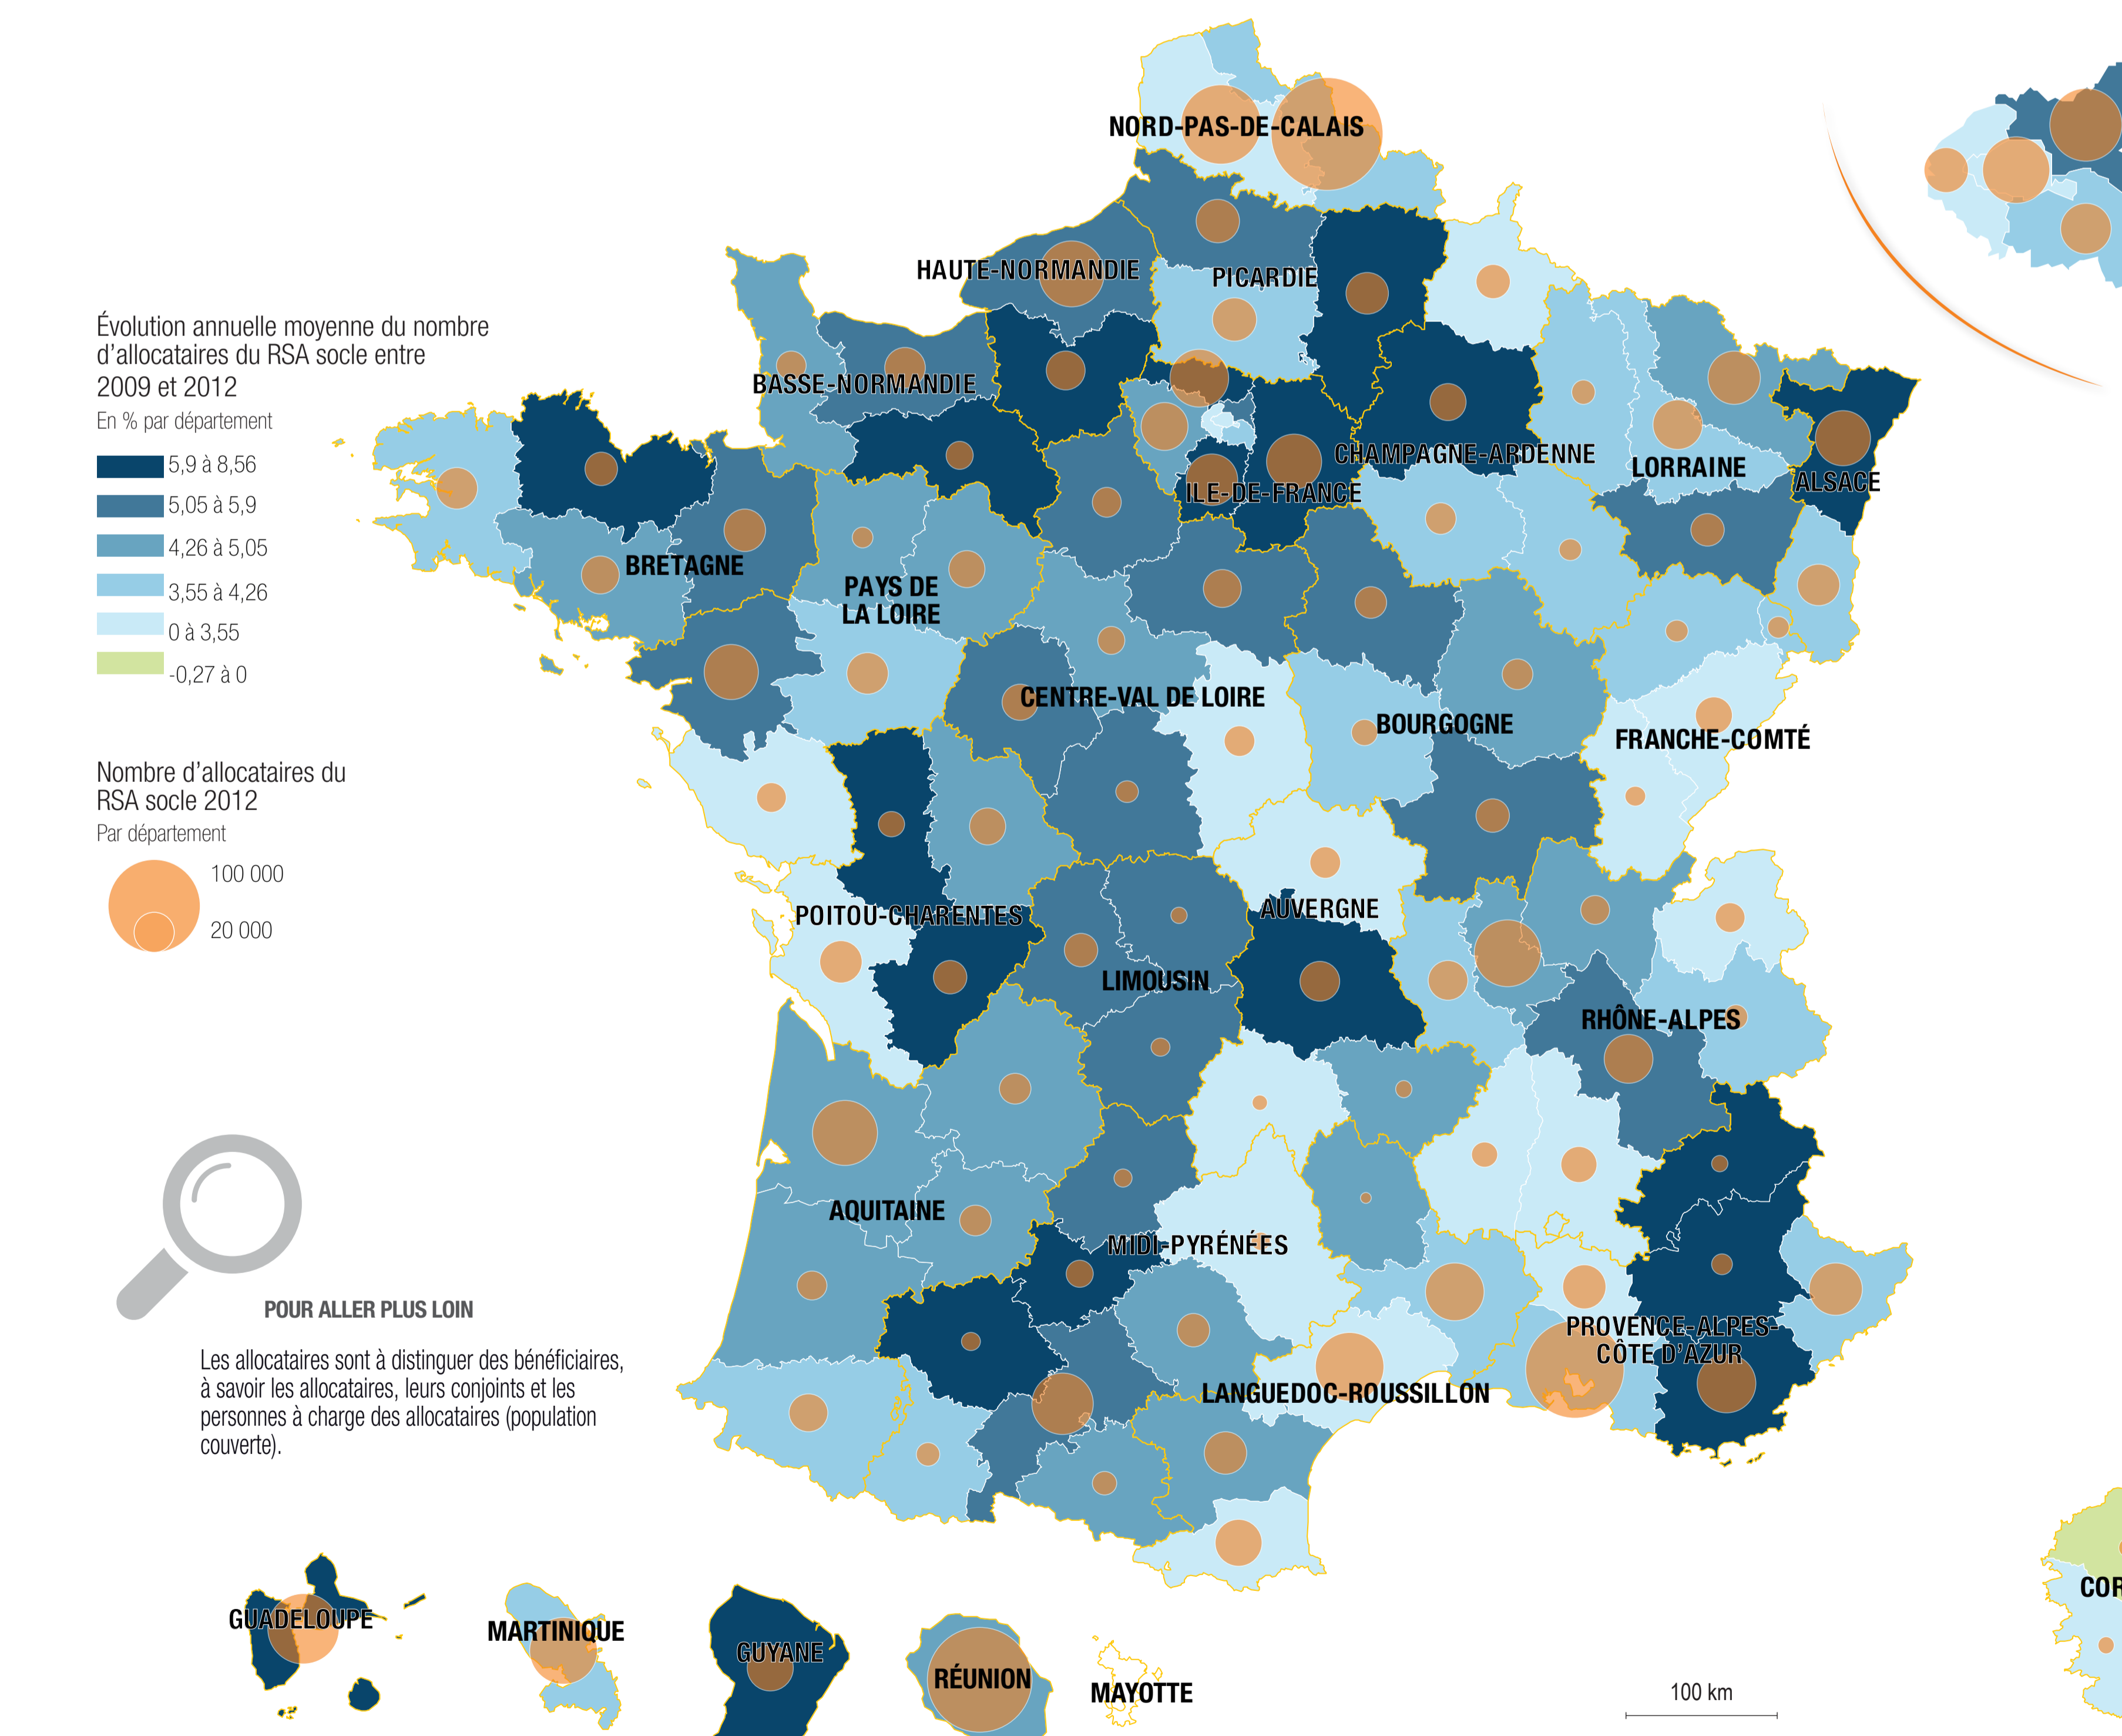 NORD-PAS-DE-CALAIS
HAUTE-NORMANDIE
PICARDIE
Évolution annuelle moyenne du nombre
d’allocataires du RSA socle entre
2009 et 2012
En % par département
5,9 à 8,56
5,05 à 5,9
4,26 à 5,05
3,55 à 4,26
0 à 3,55
-0,27 à 0
BASSE-NORMANDIE
CHAMPAGNE-ARDENNE
LORRAINE
ALSACE
ILE-DE-FRANCE
BRETAGNE
PAYS DE
LA LOIRE
CENTRE-VAL DE LOIRE
BOURGOGNE
FRANCHE-COMTÉ
Nombre d’allocataires du
RSA socle 2012
Par département
100 000
20 000
POITOU-CHARENTES
AUVERGNE
LIMOUSIN
RHÔNE-ALPES
AQUITAINE
MIDI-PYRÉNÉES
PROVENCE-ALPES-
CÔTE D’AZUR
LANGUEDOC-ROUSSILLON
POUR ALLER PLUS LOIN
Les allocataires sont à distinguer des bénéficiaires,
à savoir les allocataires, leurs conjoints et les
personnes à charge des allocataires (population
couverte).
COR
GUADELOUPE
MARTINIQUE
GUYANE
RÉUNION
MAYOTTE
100 km